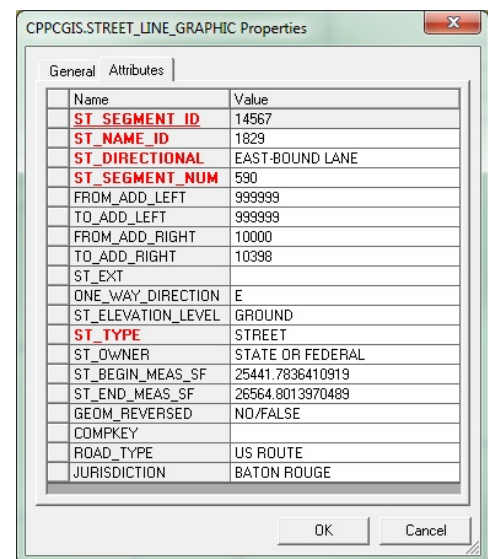 CPPCGIS.STREET_LINE_GRAPHIC Properties
General Attributes
Name Value
ST_SEGMENT_ID 14567
ST_NAME_ID 1829
ST_DIRECTIONAL EAST-BOUND LANE
ST_SEGMENT_NUM 590
FROM_ADD_LEFT 999999
TO_ADD_LEFT 999999
FROM_ADD_RIGHT 10000
TO_ADD_RIGHT 10398
ST_EXT
ONE_WAY_DIRECTION E
ST_ELEVATION_LEVEL GROUND
ST_TYPE STREET
ST_OWNER STATE OR FEDERAL
ST_BEGIN_MEAS_SF 25441.7836410919
ST_END_MEAS_SF 26564.8013970489
GEOM_REVERSED NO/FALSE
COMPKEY
ROAD_TYPE US ROUTE
JURISDICTION BATON ROUGE
OK Cancel